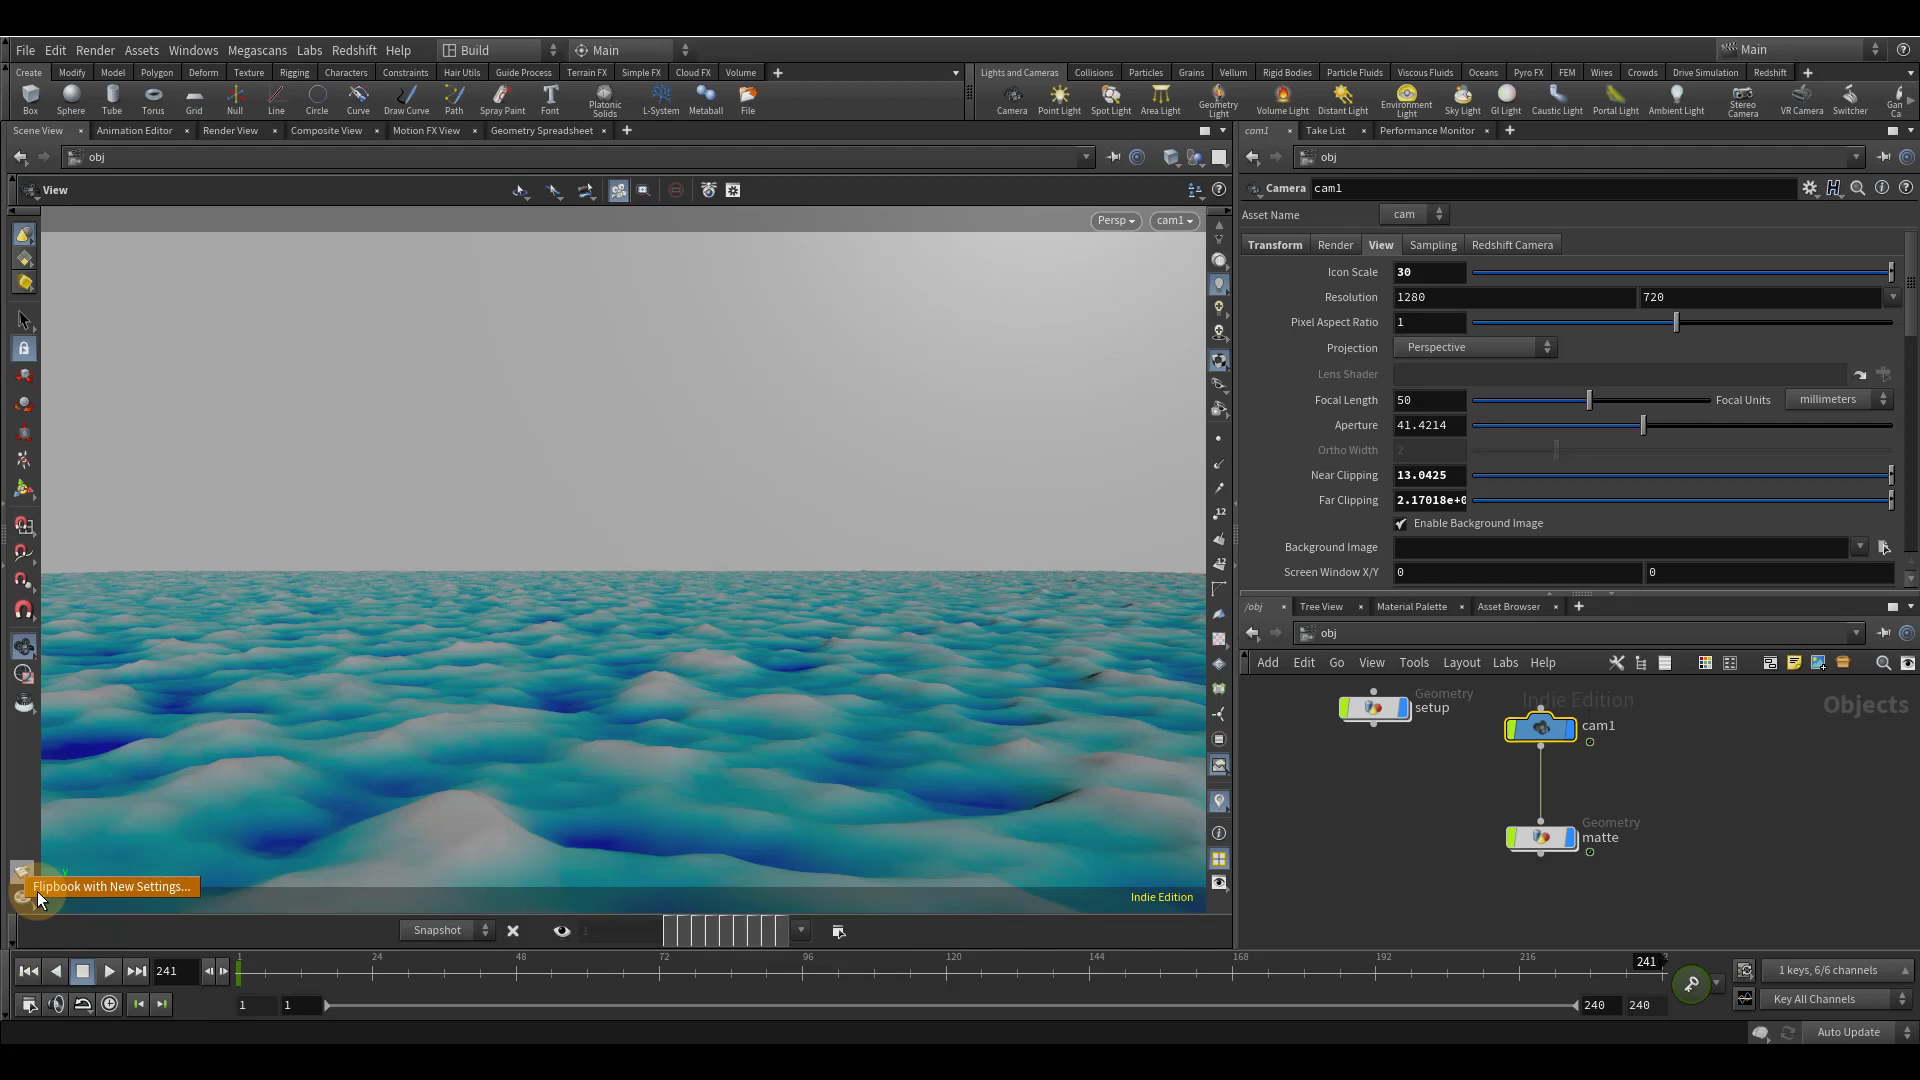 File Edit Render Assets Windows Megascans Labs Redshift Help Build Main Main
Create Modify Model Polygon Deform Texture Rigging Characters Constraints Hair Utils Guide Process Terrain FX Simple FX Cloud FX Volume
Lights and Cameras Collisions Particles Grains Vellum Rigid Bodies Particle Fluids Viscous Fluids Oceans Pyro FX FEM Wires Crowds Drive Simulation Redshift
Box Sphere Tube Torus Grid Null Line Circle Curve Draw Curve Path Spray Paint Font Platonic Solids L-System Metaball File
Camera Point Light Spot Light Area Light Geometry Light Volume Light Distant Light Environment Light Sky Light GI Light Caustic Light Portal Light Ambient Light Stereo Camera VR Camera Switcher
Scene View Animation Editor Render View Composite View Motion FX View Geometry Spreadsheet
obj
View
Persp cam1
Flipbook with New Settings...
y
Indie Edition
Snapshot
cam1 Take List Performance Monitor
obj
Camera cam1
Asset Name cam
Transform Render View Sampling Redshift Camera
Icon Scale 30
Resolution 1280 720
Pixel Aspect Ratio 1
Projection Perspective
Lens Shader
Focal Length 50 Focal Units millimeters
Aperture 41.4214
Ortho Width 2
Near Clipping 13.0425
Far Clipping 2.17018e+0
Enable Background Image
Background Image
Screen Window X/Y 0 0
/obj Tree View Material Palette Asset Browser
obj
Add Edit Go View Tools Layout Labs Help
Indie Edition
Objects
Geometry
setup
cam1
Geometry
matte
241
1 24 48 72 96 120 144 168 192 216 241
1 1 240 240
1 keys, 6/6 channels
Key All Channels
Auto Update